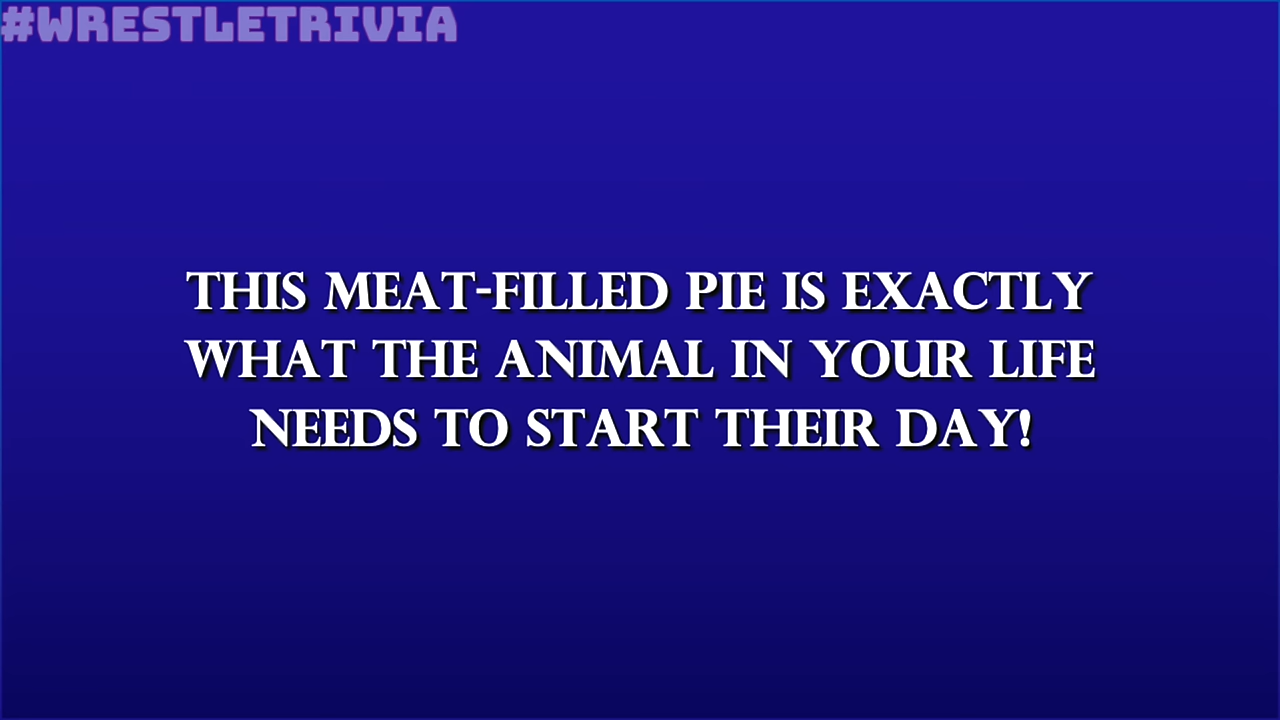 #WRESTLETRIVIA
THIS MEAT-FILLED PIE IS EXACTLY
WHAT THE ANIMAL IN YOUR LIFE
NEEDS TO START THEIR DAY!